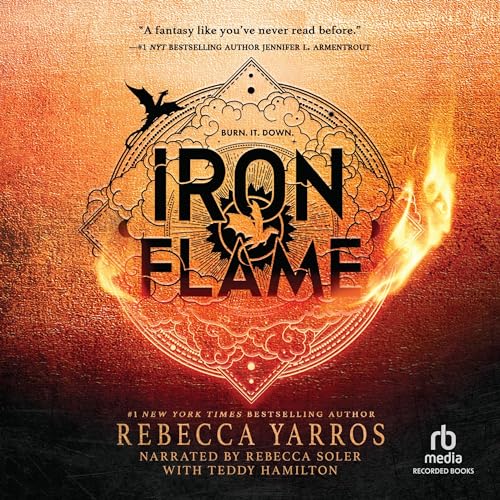 "A fantasy like you've never read before."
—#1 NYT BESTSELLING AUTHOR JENNIFER L. ARMENTROUT
BURN. IT. DOWN.
IRON
FLAME
#1 NEW YORK TIMES BESTSELLING AUTHOR
REBECCA YARROS
NARRATED BY REBECCA SOLER
WITH TEDDY HAMILTON
rb
media
RECORDED BOOKS